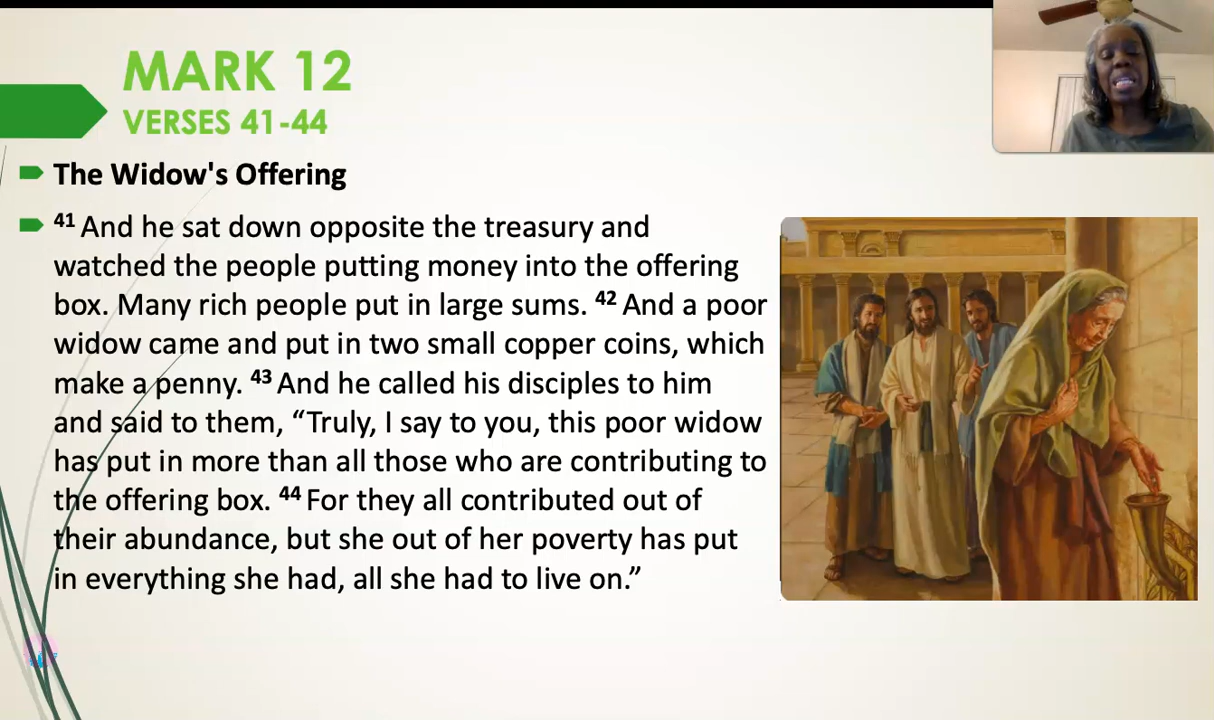 MARK 12
VERSES 41-44
The Widow's Offering
41 And he sat down opposite the treasury and
watched the people putting money into the offering
box. Many rich people put in large sums. 42 And a poor
widow came and put in two small copper coins, which
make a penny. 43 And he called his disciples to him
and said to them, “Truly, I say to you, this poor widow
has put in more than all those who are contributing to
the offering box. 44 For they all contributed out of
their abundance, but she out of her poverty has put
in everything she had, all she had to live on.”